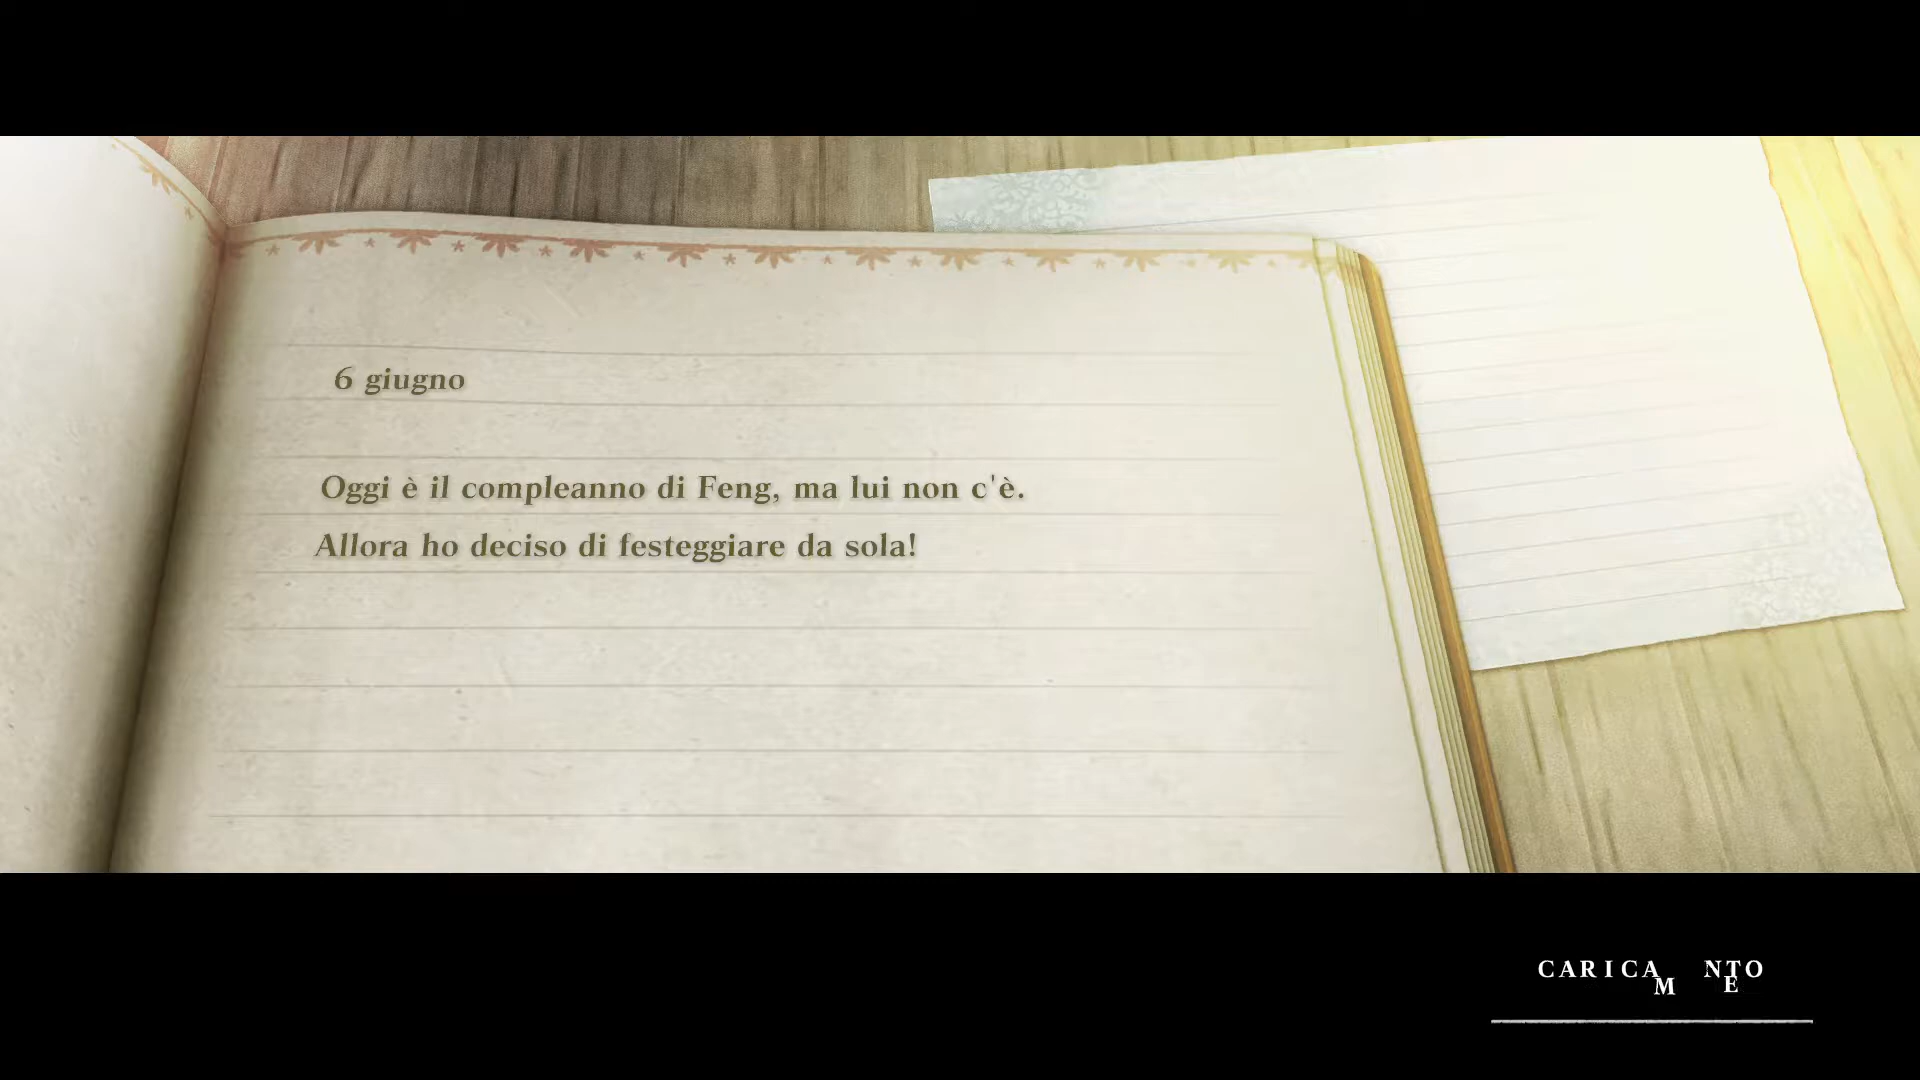 6 giugno
Oggi è il compleanno di Feng, ma lui non c'è.
Allora ho deciso di festeggiare da sola!
CARICAMENTO